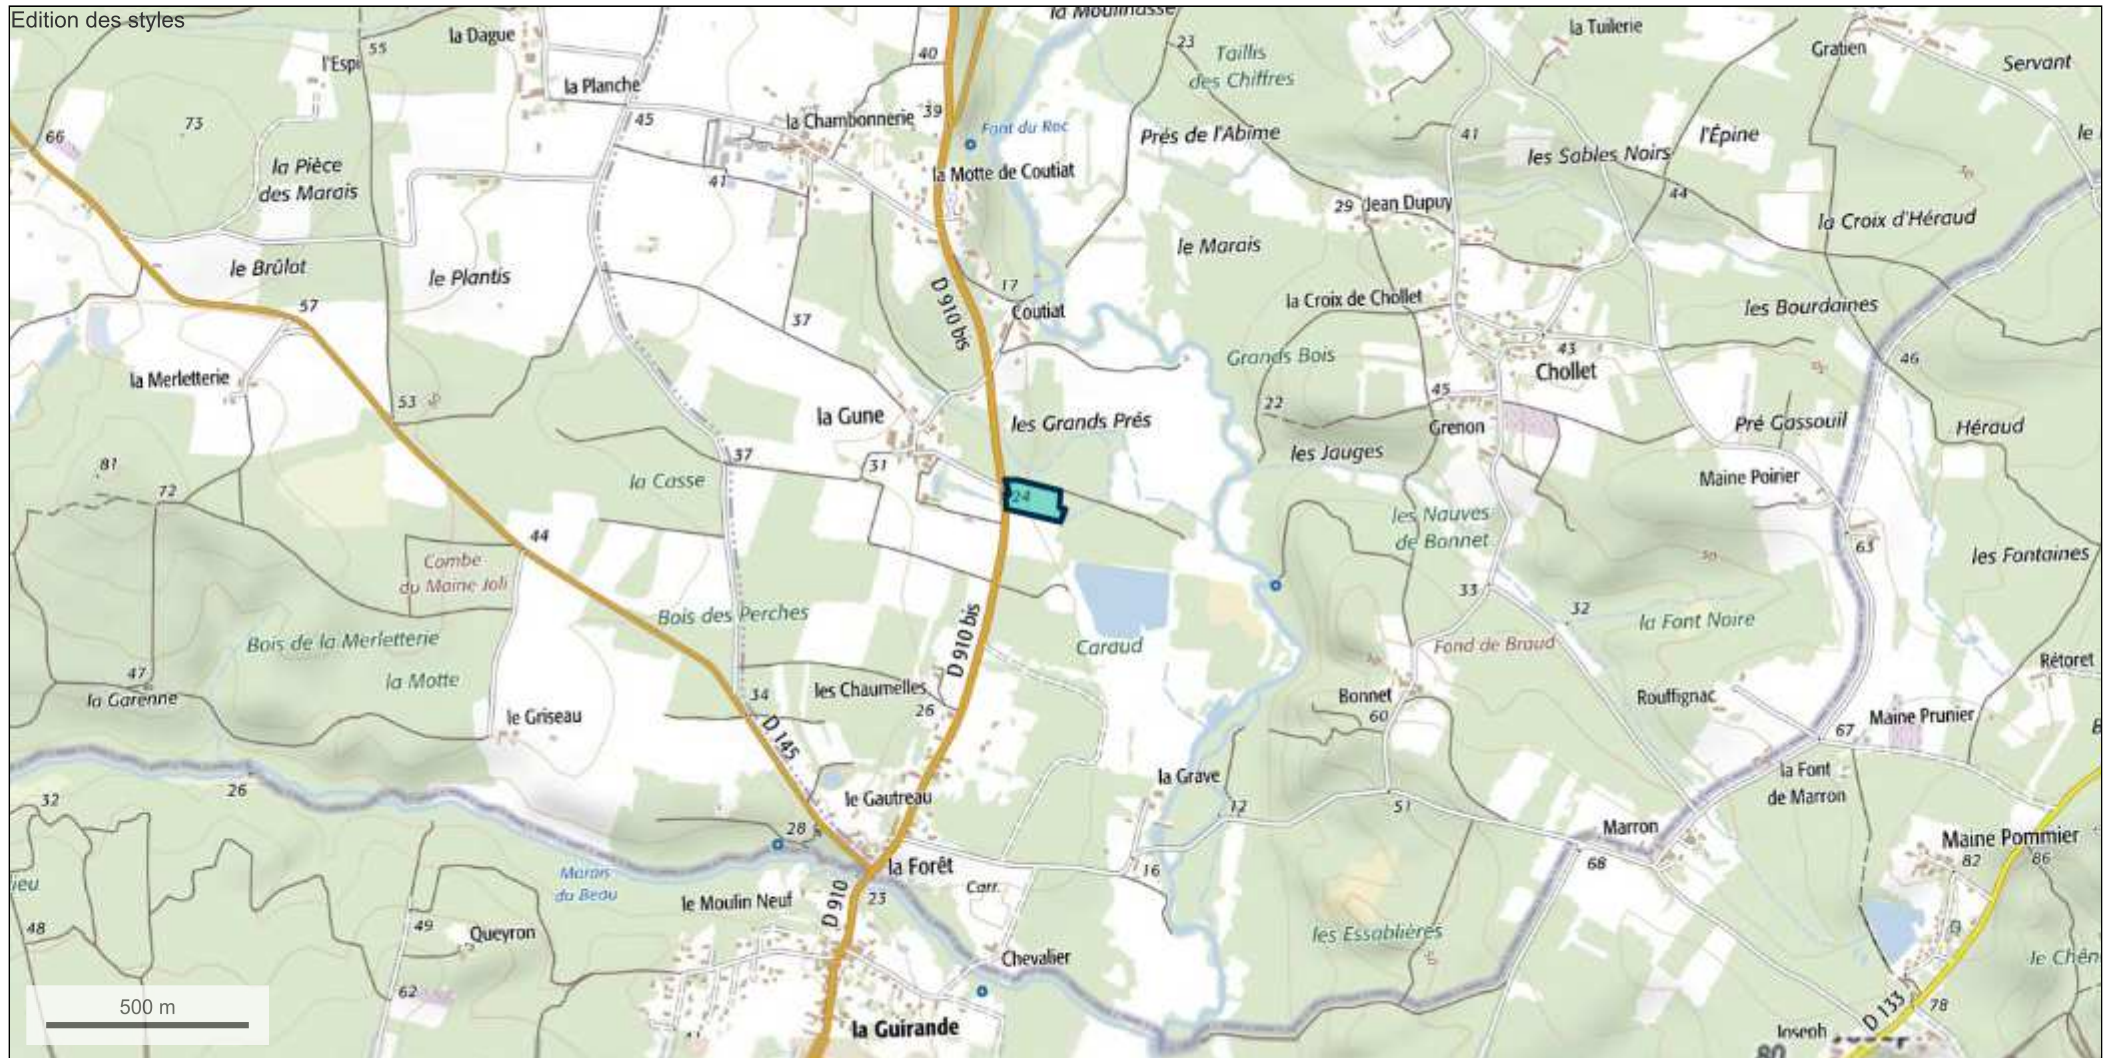 Edition des styles
la Dague
55
l'Espi
la Planche
40
la Moulinasse
23
Taillis
des Chiffres
la Tuilerie
Gratien
Servant
66
73
45
la Chambonnerie
39
Font du Roc
Prés de l'Abîme
41
l'Épine
le
la Pièce
des Marais
41
la Motte de Coutiat
les Sables Noirs
44
29
Jean Dupuy
la Croix d'Héraud
le Marais
le Brûlot
le Plantis
17
D 910 bis
Coutiat
la Croix de Chollet
les Bourdaines
57
37
43
Chollet
46
Grands Bois
la Merletterie
53
45
22
la Gune
les Grands Prés
Grenon
Pré Gassouil
Héraud
les Jauges
37
31
81
72
la Casse
24
Maine Poirier
les Nauves
de Bonnet
44
63
50
les Fontaines
Combe
du Maine Joli
33
32
Bois des Perches
la Font Noire
Bois de la Merletterie
D 910 bis
Caraud
Fond de Braud
50
Rétoret
47
la Motte
la Garenne
34
les Chaumelles
26
Bonnet
60
Rouffignac
le Griseau
D 145
67
Maine Prunier
la Grave
la Font
de Marron
26
32
le Gautreau
12
51
28
Marron
Maine Pommier
82
86
la Forêt
68
16
Marais
du Beau
ieu
le Moulin Neuf
D 910
23
Carr.
48
49
Queyron
les Essablières
Chevalier
le Chên
62
500 m
la Guirande
D 133
78
Joseph
80